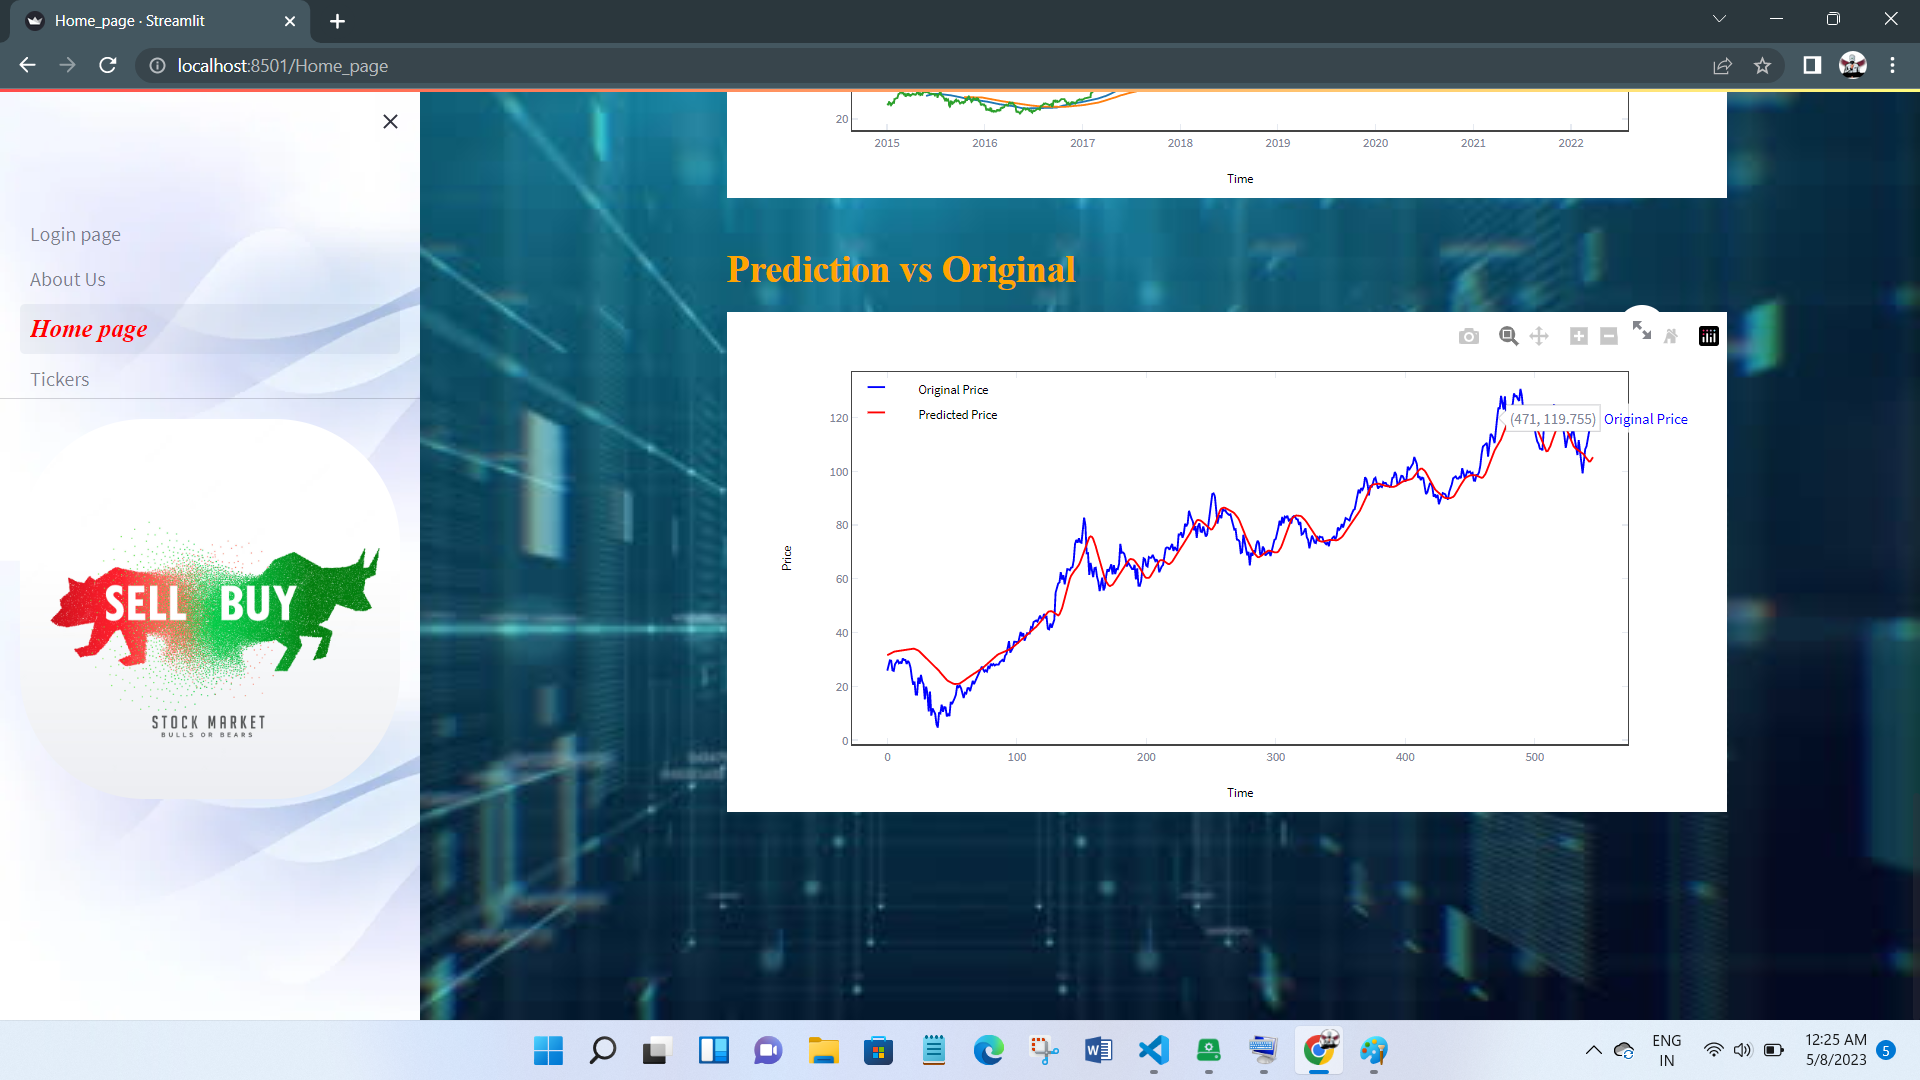 Home_page · Streamlit
localhost:8501/Home_page
Login page
About Us
Home page
Tickers
SELL BUY
STOCK MARKET
BULLS OR BEARS
20
2015 2016 2017 2018 2019 2020 2021 2022
Time
Prediction vs Original
Original Price
Predicted Price
(471, 119.755) Original Price
120
100
80
60
40
20
0
Price
0 100 200 300 400 500
Time
ENG
IN
12:25 AM
5/8/2023
5